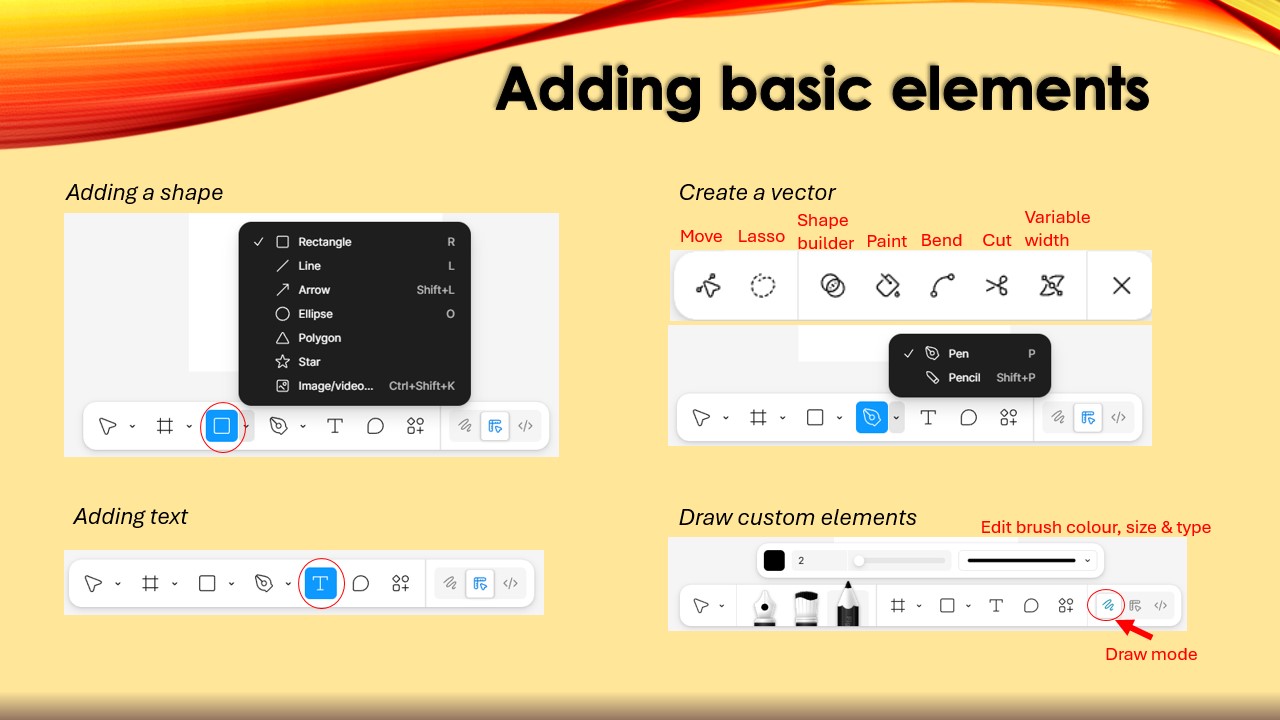 Adding basic elements
Adding a shape
Rectangle R
Line L
Arrow Shift+L
Ellipse O
Polygon
Star
Image/video... Ctrl+Shift+K
Create a vector
Move Lasso Shape builder Paint Bend Cut Variable width
Pen P
Pencil Shift+P
Adding text
Draw custom elements
Edit brush colour, size & type
2
Draw mode